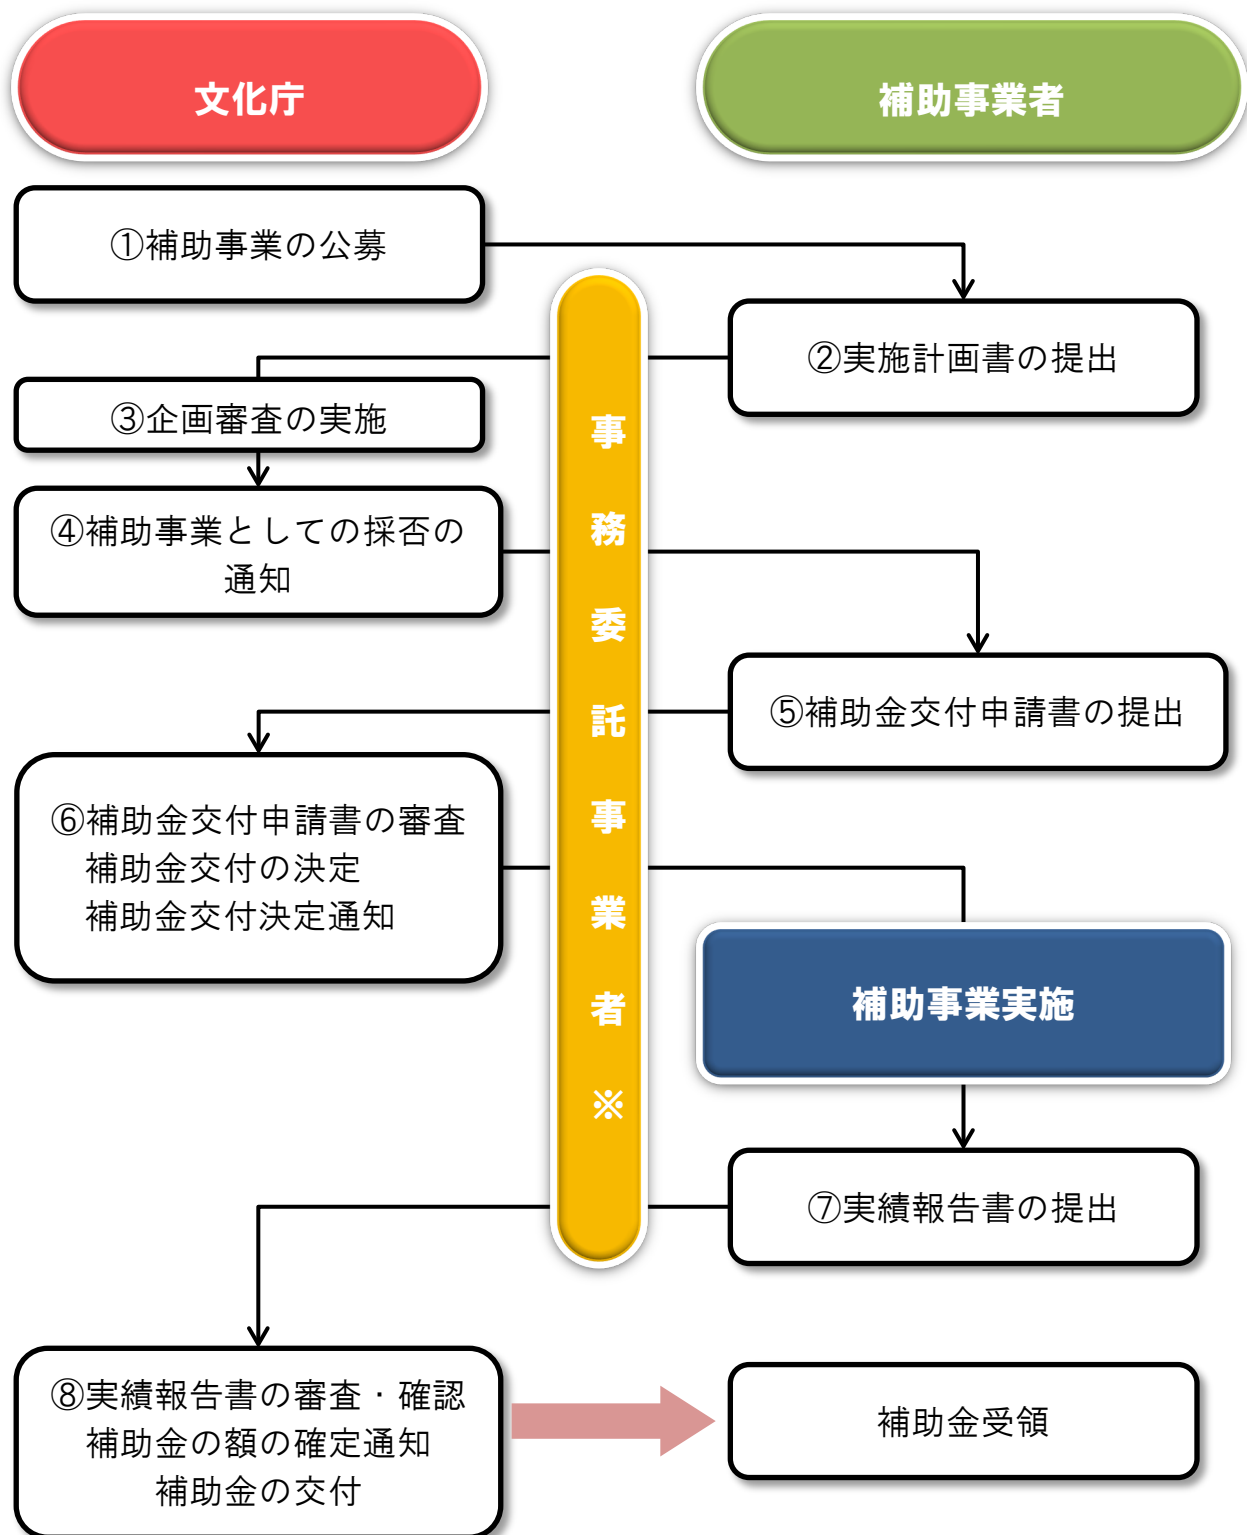 文化庁
補助事業者
①補助事業の公募
②実施計画書の提出
③企画審査の実施
④補助事業としての採否の
通知
事務委託事業者※
⑤補助金交付申請書の提出
⑥補助金交付申請書の審査
補助金交付の決定
補助金交付決定通知
補助事業実施
⑦実績報告書の提出
⑧実績報告書の審査・確認
補助金の額の確定通知
補助金の交付
補助金受領